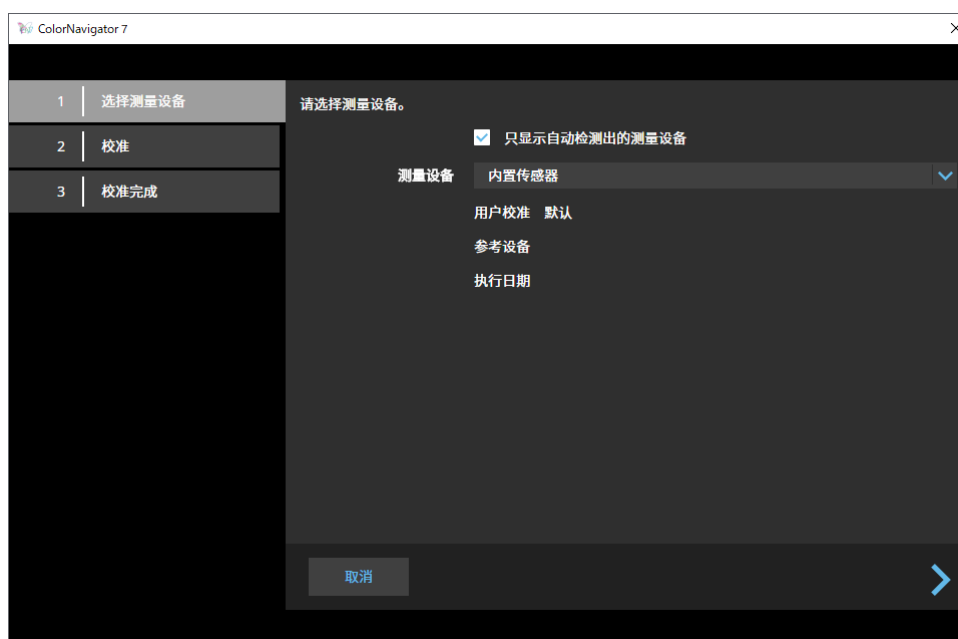 ColorNavigator 7
1 选择测量设备
2 校准
3 校准完成
请选择测量设备。
只显示自动检测出的测量设备
测量设备 内置传感器
用户校准 默认
参考设备
执行日期
取消